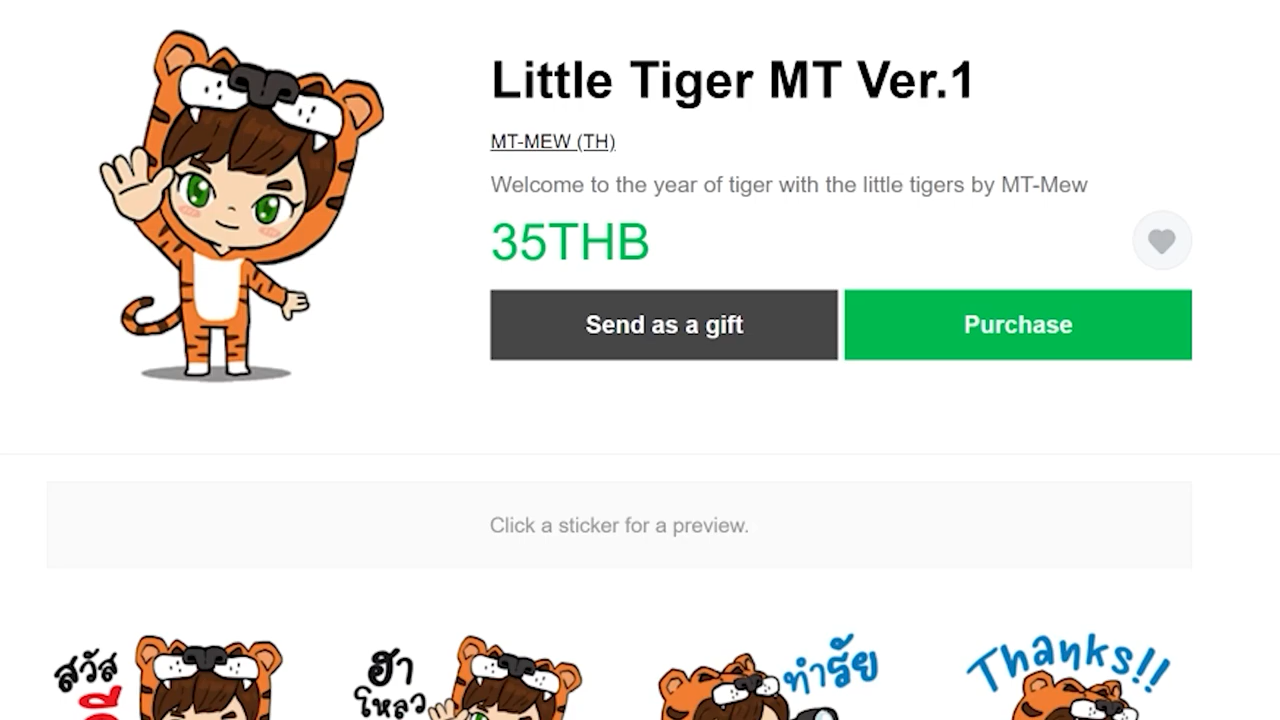 Little Tiger MT Ver.1
MT-MEW (TH)
Welcome to the year of tiger with the little tigers by MT-Mew
35THB
Send as a gift
Purchase
Click a sticker for a preview.
สวัส
ดี
ฮา
โหลว
ทำรัย
Thanks!!